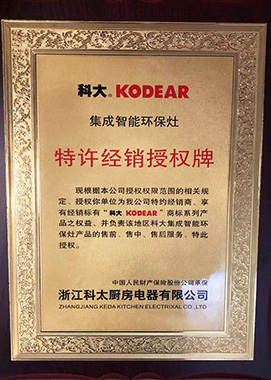 科大® KODEAR
集成智能环保灶
特许经销授权牌
现根据本公司授权权限范围的相关规
定、授权你单位为我公司特约经销商、享
有经销标有“科大 KODEAR”商标系列产
品之权益、并负责该地区科大集成智能环
保灶产品的售前、售中、售后服务、特此
授权。
中国人民财产保险股份公司承保
浙江科太厨房电器有限公司
ZHANGJIANG KEDA KITCHEN ELECTRIXAL CO.,LTD